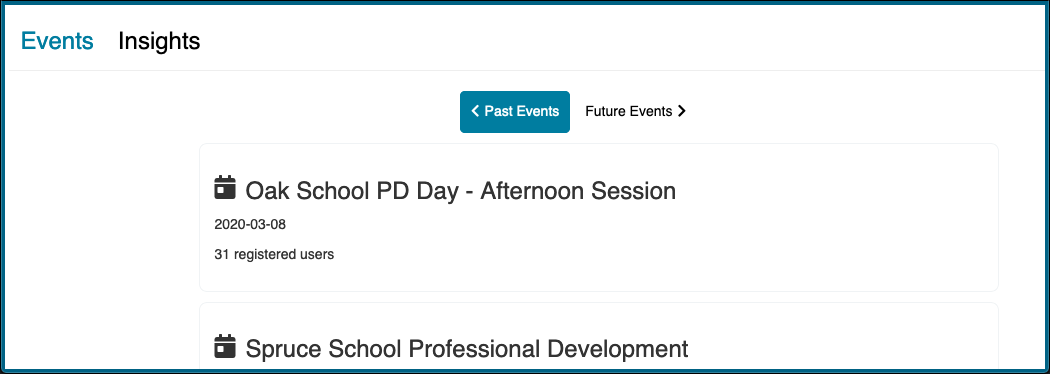 Events Insights
Past Events Future Events
Oak School PD Day - Afternoon Session
2020-03-08
31 registered users
Spruce School Professional Development